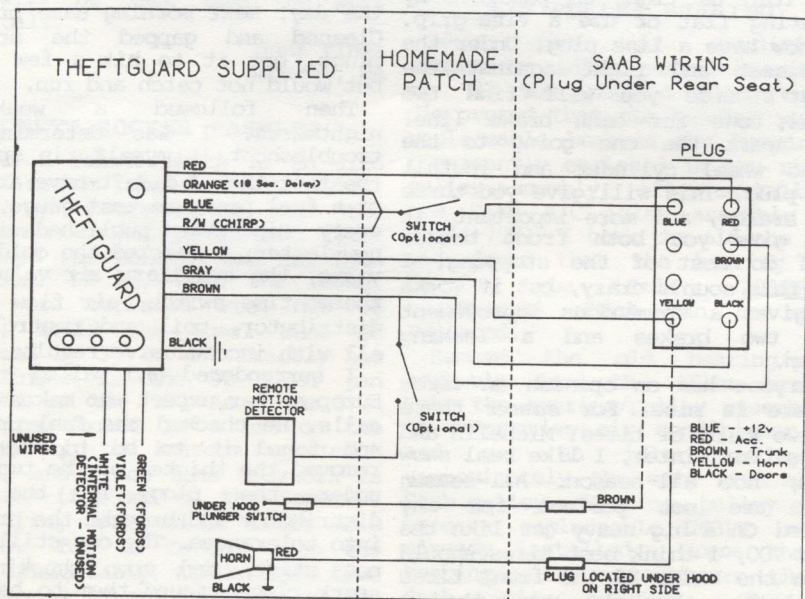 THEFTGUARD SUPPLIED
HOMEMADE
PATCH
SAAB WIRING
(Plug Under Rear Seat)
THEFTGUARD
RED
ORANGE (10 Sec. Delay)
BLUE
R/W (CHIRP)
YELLOW
GRAY
BROWN
BLACK
SWITCH
(Optional)
PLUG
BLUE
RED
BROWN
YELLOW
BLACK
UNUSED
WIRES
WHITE
(INTERNAL MOTION
DETECTOR - UNUSED)
VIOLET (FOR05)
GREEN (FCP05)
REMOTE
MOTION
DETECTOR
SWITCH
(Optional)
BLUE - +12v
RED - Acc.
BROWN - Trunk
YELLOW - Horn
BLACK - Doors
UNDER HOOD
PLUNGER SWITCH
BROWN
HORN
RED
BLACK
PLUG LOCATED UNDER HOOD
ON RIGHT SIDE